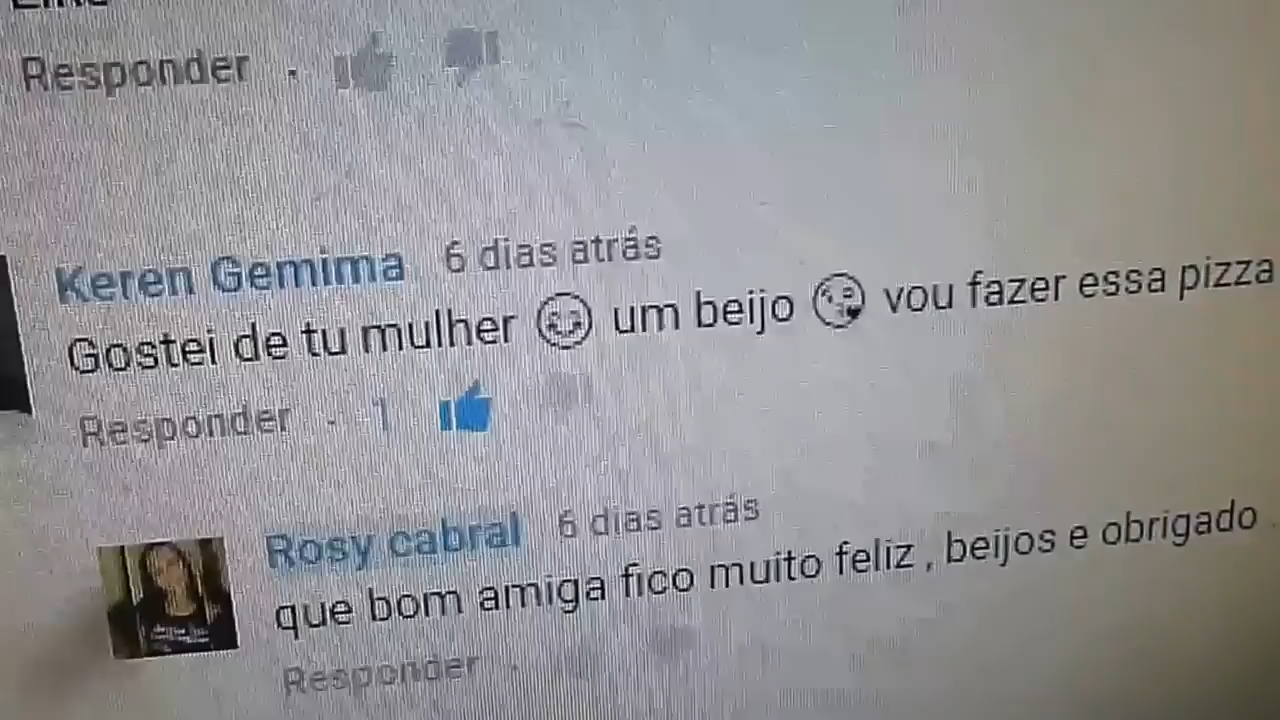 Responder
Keren Gemima 6 dias atrás
Gostei de tu mulher 😊 um beijo 😘 vou fazer essa pizza
Responder · 1
Rosy cabral 6 dias atrás
que bom amiga fico muito feliz , beijos e obrigado
Responder